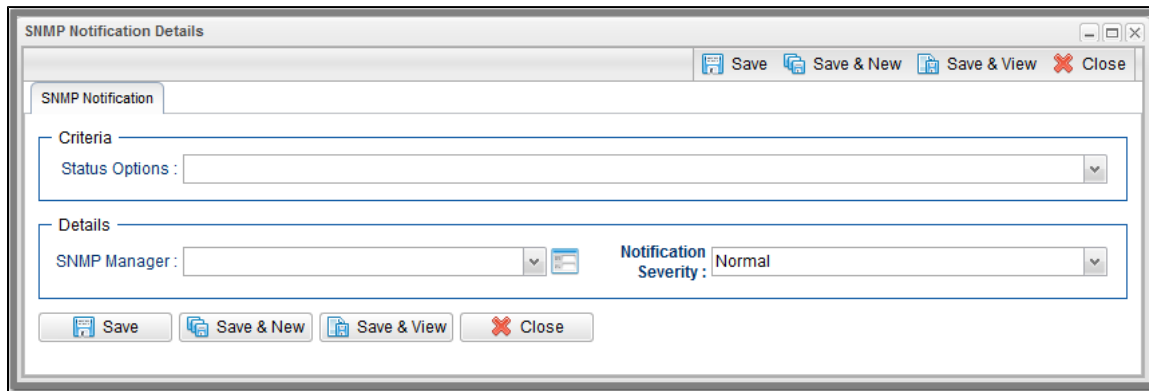 SNMP Notification Details
Save Save & New Save & View Close
SNMP Notification
Criteria
Status Options :
Details
SNMP Manager :
Notification
Severity : Normal
Save Save & New Save & View Close